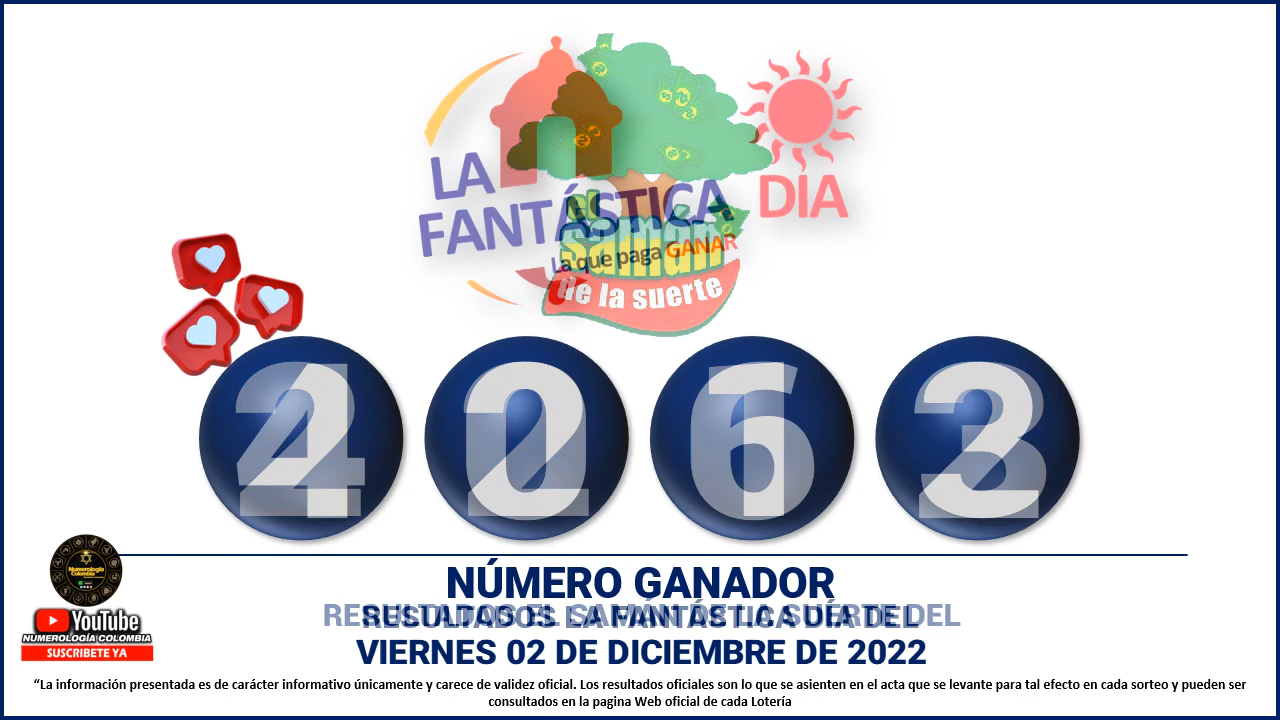 LA
FANTÁSTICA
DÍA
el
Samán
La que paga GANAR
de la suerte
NÚMERO GANADOR
VIERNES 02 DE DICIEMBRE DE 2022
Numerología
Colombia
YouTube
NUMEROLOGÍA COLOMBIA
SUSCRIBETE YA
“La información presentada es de carácter informativo únicamente y carece de validez oficial. Los resultados oficiales son lo que se asienten en el acta que se levante para tal efecto en cada sorteo y pueden ser
consultados en la pagina Web oficial de cada Lotería